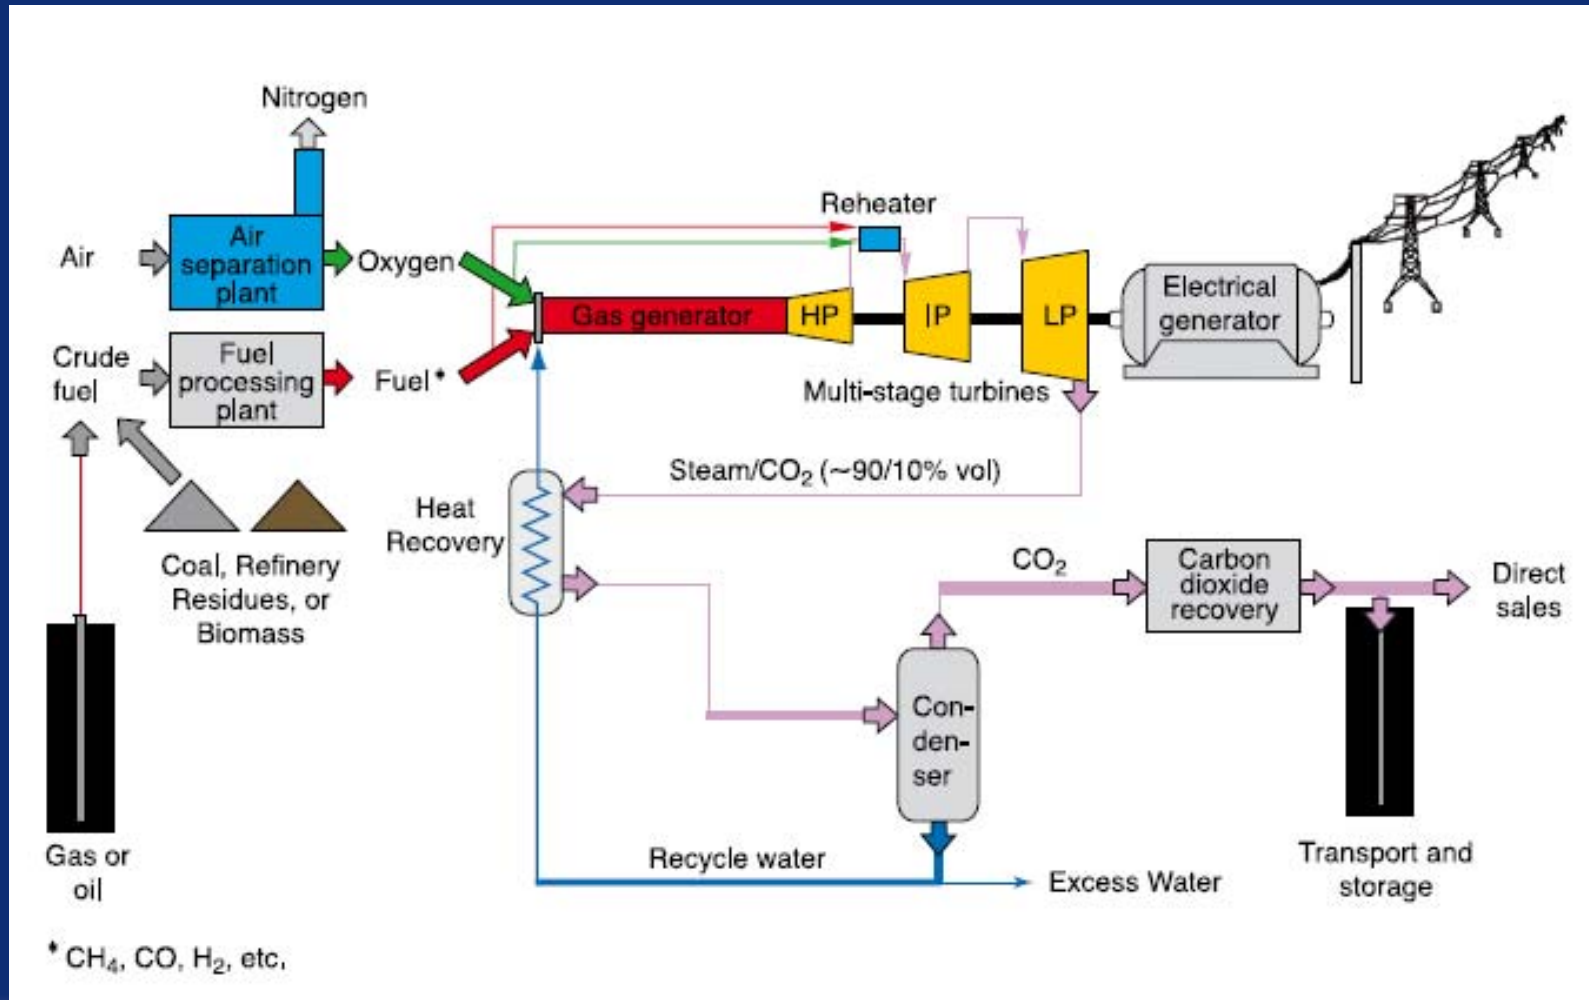 Nitrogen
Air
Air
separation
plant
Oxygen
Reheater
Crude
fuel
Fuel
processing
plant
Fuel*
Gas generator
HP
IP
LP
Electrical
generator
Multi-stage turbines
Steam/CO₂ (~90/10% vol)
Heat
Recovery
Coal, Refinery
Residues, or
Biomass
CO₂
Carbon
dioxide
recovery
Direct
sales
Con-
den-
ser
Gas or
oil
Recycle water
Excess Water
Transport and
storage
* CH₄, CO, H₂, etc.